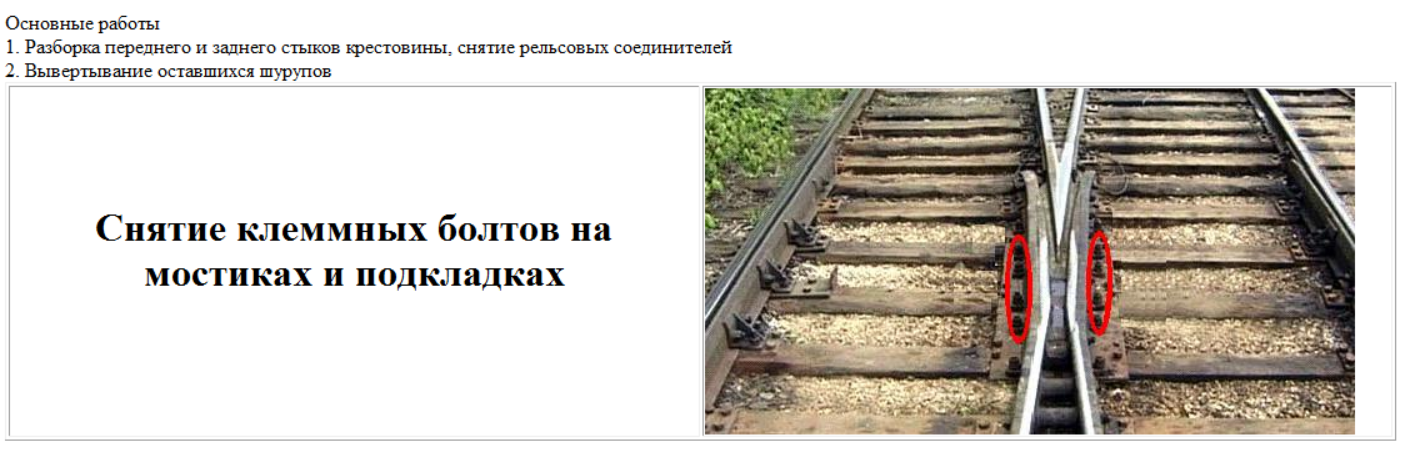 Основные работы
1. Разборка переднего и заднего стыков крестовины, снятие рельсовых соединителей
2. Вывертывание оставшихся шурупов
Снятие клеммных болтов на
мостиках и подкладках